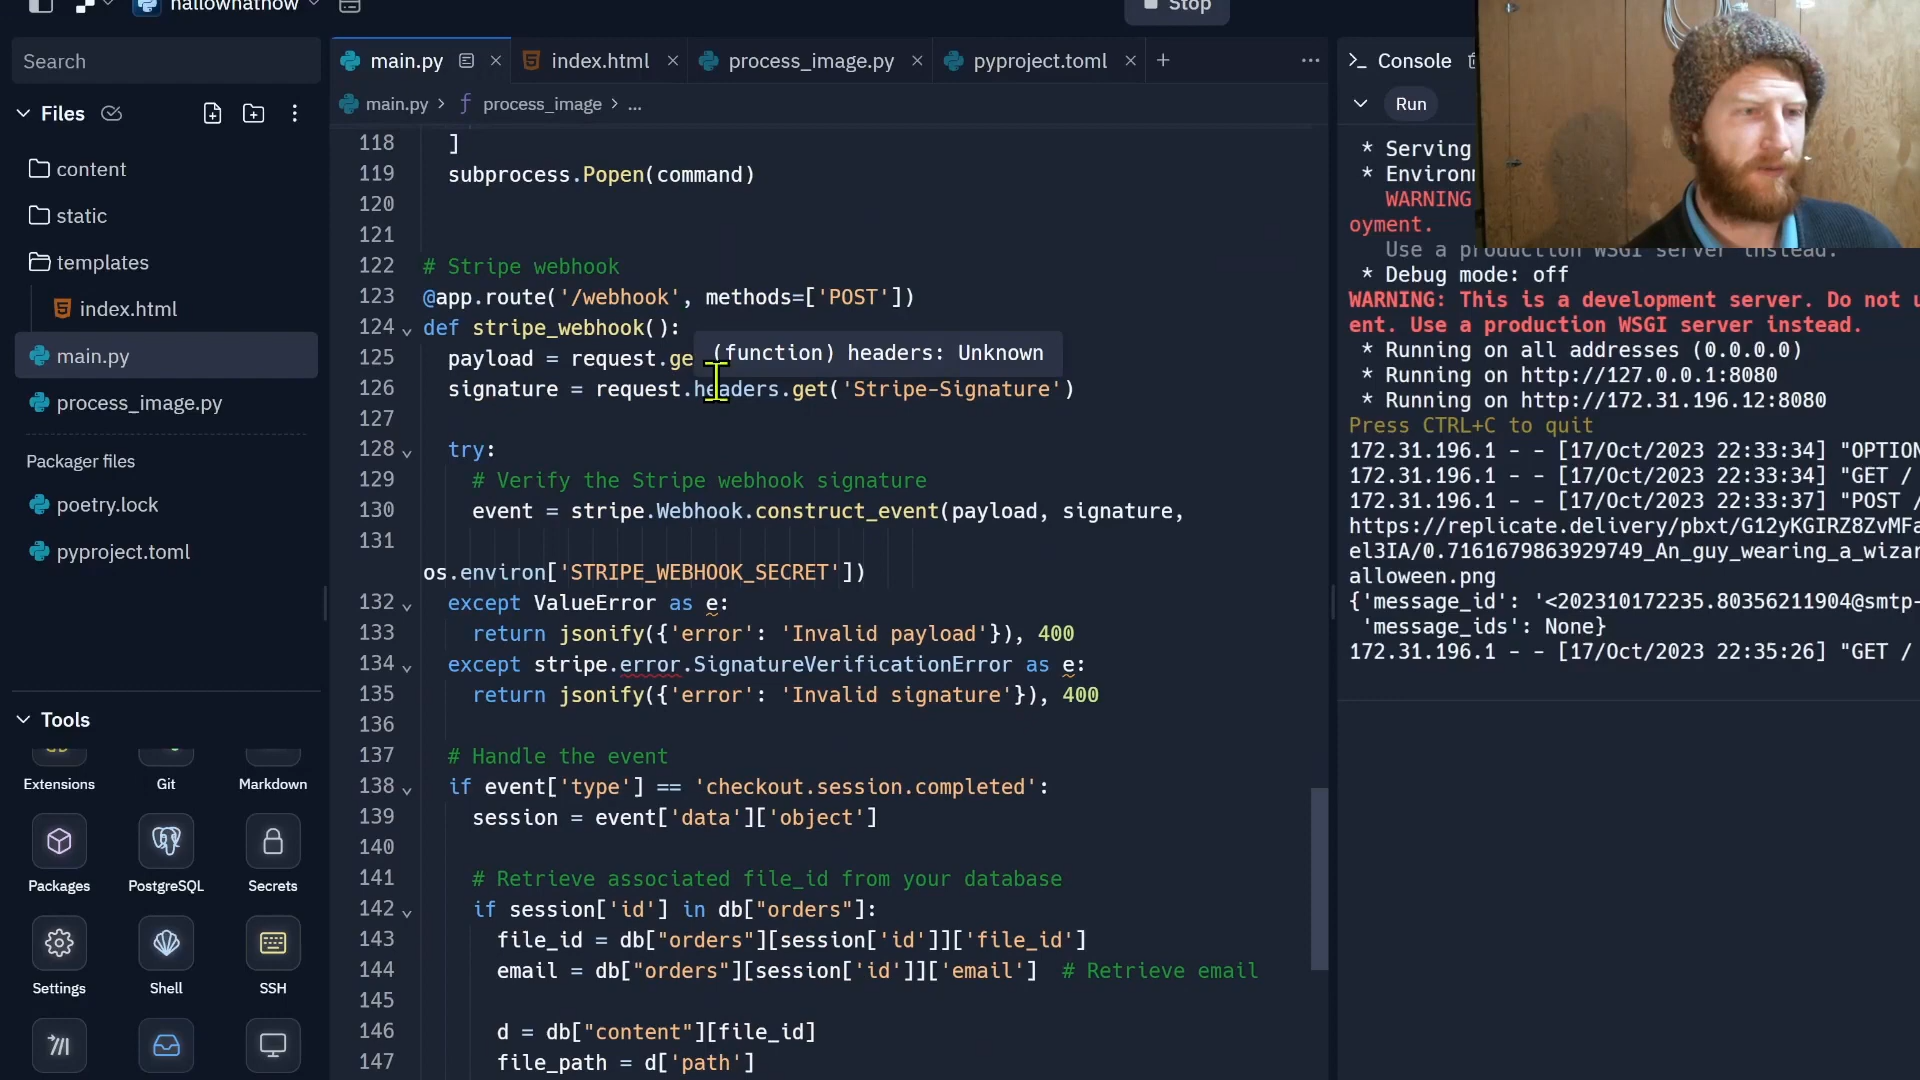 hallowhatnow
Stop
Search
main.py
index.html
process_image.py
pyproject.toml
Console
Files
main.py
process_image
...
Run
content
static
templates
index.html
main.py
process_image.py
Packager files
poetry.lock
pyproject.toml
Tools
Extensions
Git
Markdown
Packages
PostgreSQL
Secrets
Settings
Shell
SSH
118 ]
119 subprocess.Popen(command)
120
121
122 # Stripe webhook
123 @app.route('/webhook', methods=['POST'])
124 def stripe_webhook():
(function) headers: Unknown
125 payload = request.ge
126 signature = request.headers.get('Stripe-Signature')
127
128 try:
129 # Verify the Stripe webhook signature
130 event = stripe.Webhook.construct_event(payload, signature,
131
os.environ['STRIPE_WEBHOOK_SECRET'])
132 except ValueError as e:
133 return jsonify({'error': 'Invalid payload'}), 400
134 except stripe.error.SignatureVerificationError as e:
135 return jsonify({'error': 'Invalid signature'}), 400
136
137 # Handle the event
138 if event['type'] == 'checkout.session.completed':
139 session = event['data']['object']
140
141 # Retrieve associated file_id from your database
142 if session['id'] in db["orders"]:
143 file_id = db["orders"][session['id']]['file_id']
144 email = db["orders"][session['id']]['email'] # Retrieve email
145
146 d = db["content"][file_id]
147 file_path = d['path']
* Serving
* Environm
WARNING
oyment.
Use a production WSGI server instead.
* Debug mode: off
WARNING: This is a development server. Do not u
ent. Use a production WSGI server instead.
* Running on all addresses (0.0.0.0)
* Running on http://127.0.0.1:8080
* Running on http://172.31.196.12:8080
Press CTRL+C to quit
172.31.196.1 - - [17/Oct/2023 22:33:34] "OPTION
172.31.196.1 - - [17/Oct/2023 22:33:34] "GET /
172.31.196.1 - - [17/Oct/2023 22:33:37] "POST /
https://replicate.delivery/pbxt/G12yKGIRZ8ZvMFa
el3IA/0.7161679863929749_An_guy_wearing_a_wizar
alloween.png
{'message_id': '<202310172235.80356211904@smtp-
'message_ids': None}
172.31.196.1 - - [17/Oct/2023 22:35:26] "GET /